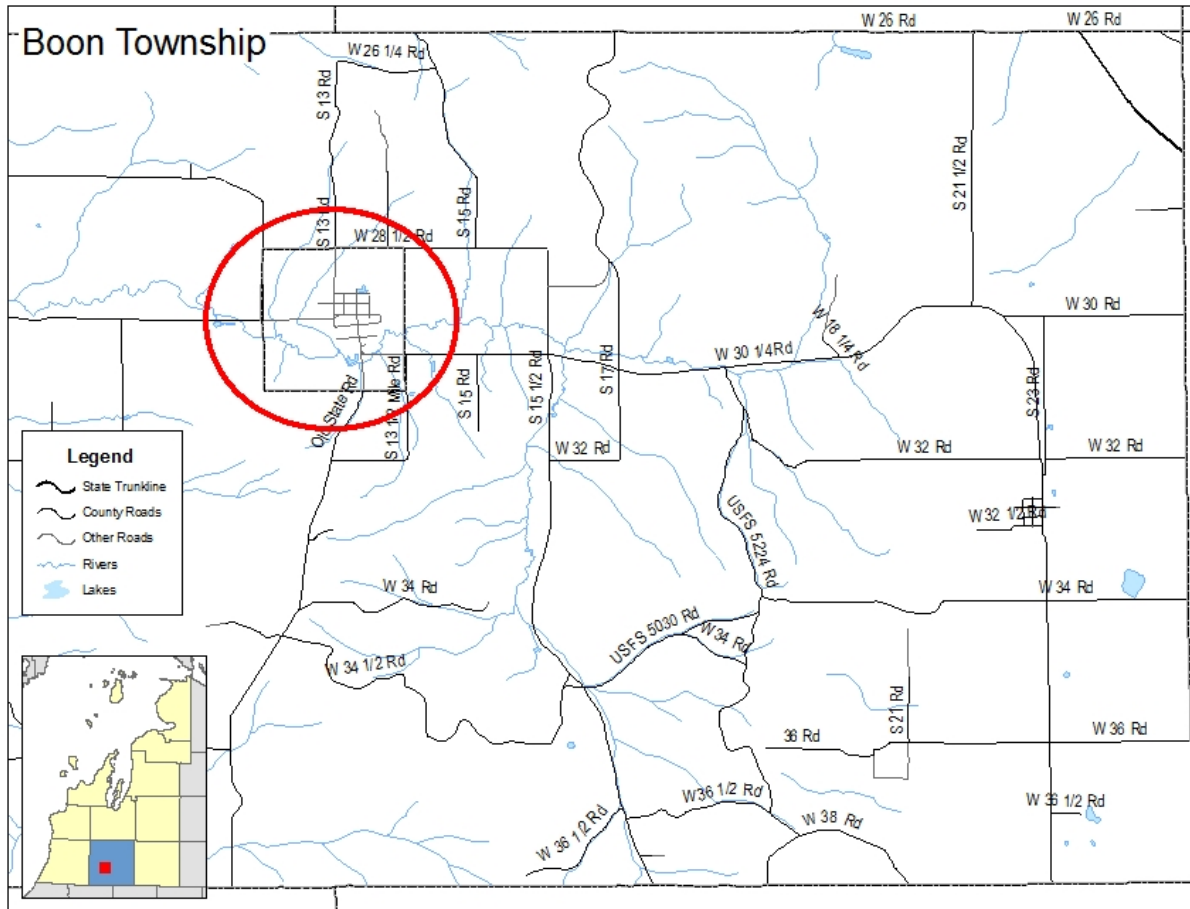 Boon Township
W 26 Rd
W 26 Rd
W 26 1/4 Rd
S 13 Rd
S 21 1/2 Rd
S 15 Rd
S 13 Rd
W 28 1/2 Rd
W 30 Rd
W 18 1/4 Rd
W 30 1/4 Rd
S 17 Rd
S 23 Rd
Old State Rd
S 13 1/2 Mile Rd
S 15 Rd
S 15 1/2 Rd
W 32 Rd
W 32 Rd
W 32 Rd
Legend
State Trunkline
County Roads
Other Roads
Rivers
Lakes
W 32 1/2 Rd
USFS 5224 Rd
W 34 Rd
W 34 Rd
USFS 5030 Rd
W 34 Rd
W 34 1/2 Rd
S 21 Rd
36 Rd
W 36 Rd
W36 1/2 Rd
W 36 1/2 Rd
W 38 Rd
W 36 1/2 Rd